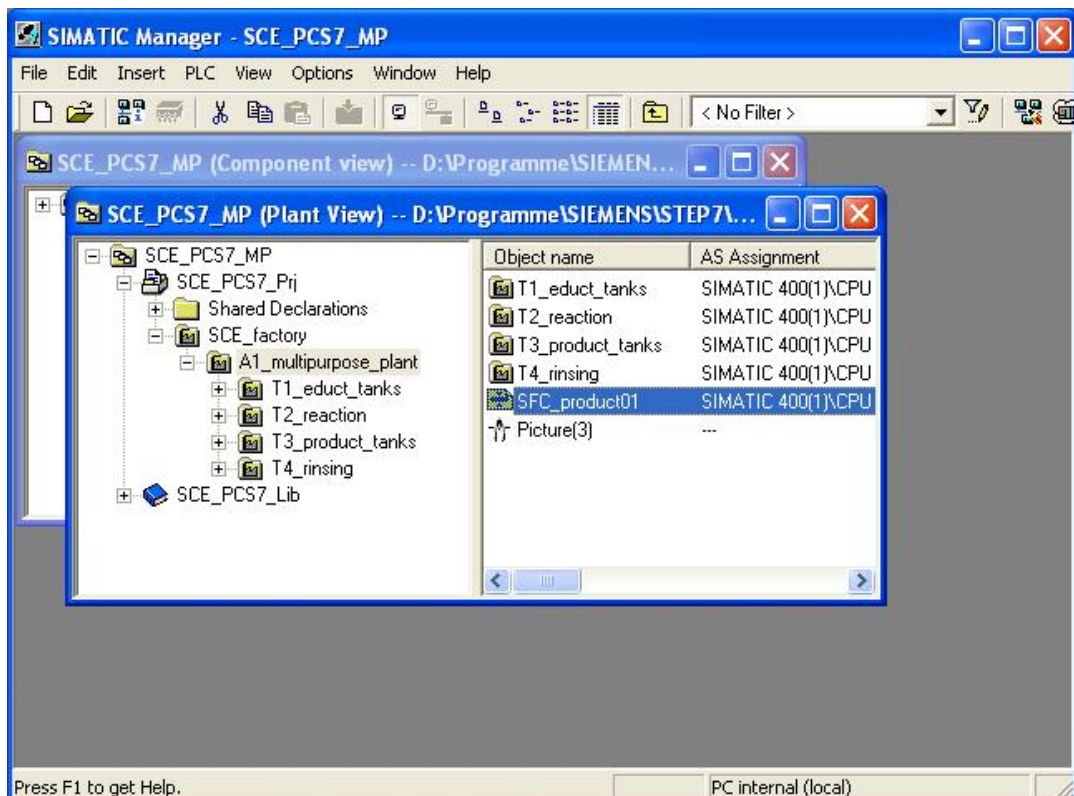 SIMATIC Manager - SCE_PCS7_MP
File Edit Insert PLC View Options Window Help
< No Filter >
SCE_PCS7_MP (Component view) -- D:\Programme\SIEMEN...
SCE_PCS7_MP (Plant View) -- D:\Programme\SIEMENS\STEP7\...
SCE_PCS7_MP
SCE_PCS7_Prj
Shared Declarations
SCE_factory
A1_multipurpose_plant
T1_educt_tanks
T2_reaction
T3_product_tanks
T4_rinsing
SCE_PCS7_Lib
Object name AS Assignment
T1_educt_tanks SIMATIC 400(1)\CPU
T2_reaction SIMATIC 400(1)\CPU
T3_product_tanks SIMATIC 400(1)\CPU
T4_rinsing SIMATIC 400(1)\CPU
SFC_product01 SIMATIC 400(1)\CPU
Picture(3) ---
Press F1 to get Help. PC internal (local)